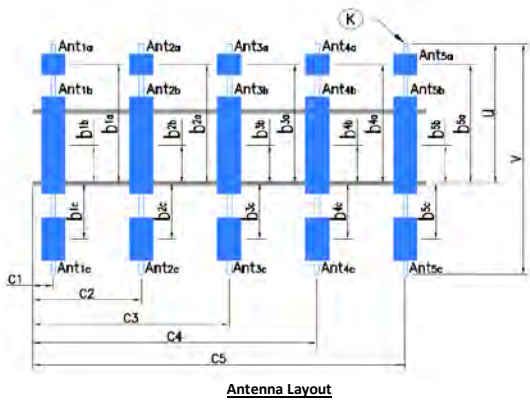 K
Ant1a Ant2a Ant3a Ant4a Ant5a
Ant1b Ant2b Ant3b Ant4b Ant5b
b1b b1a b2b b2a b3b b3a b4b b4a b5b b5a U V
b1c b2c b3c b4c b5c
Ant1c Ant2c Ant3c Ant4c Ant5c
C1
C2
C3
C4
C5
Antenna Layout